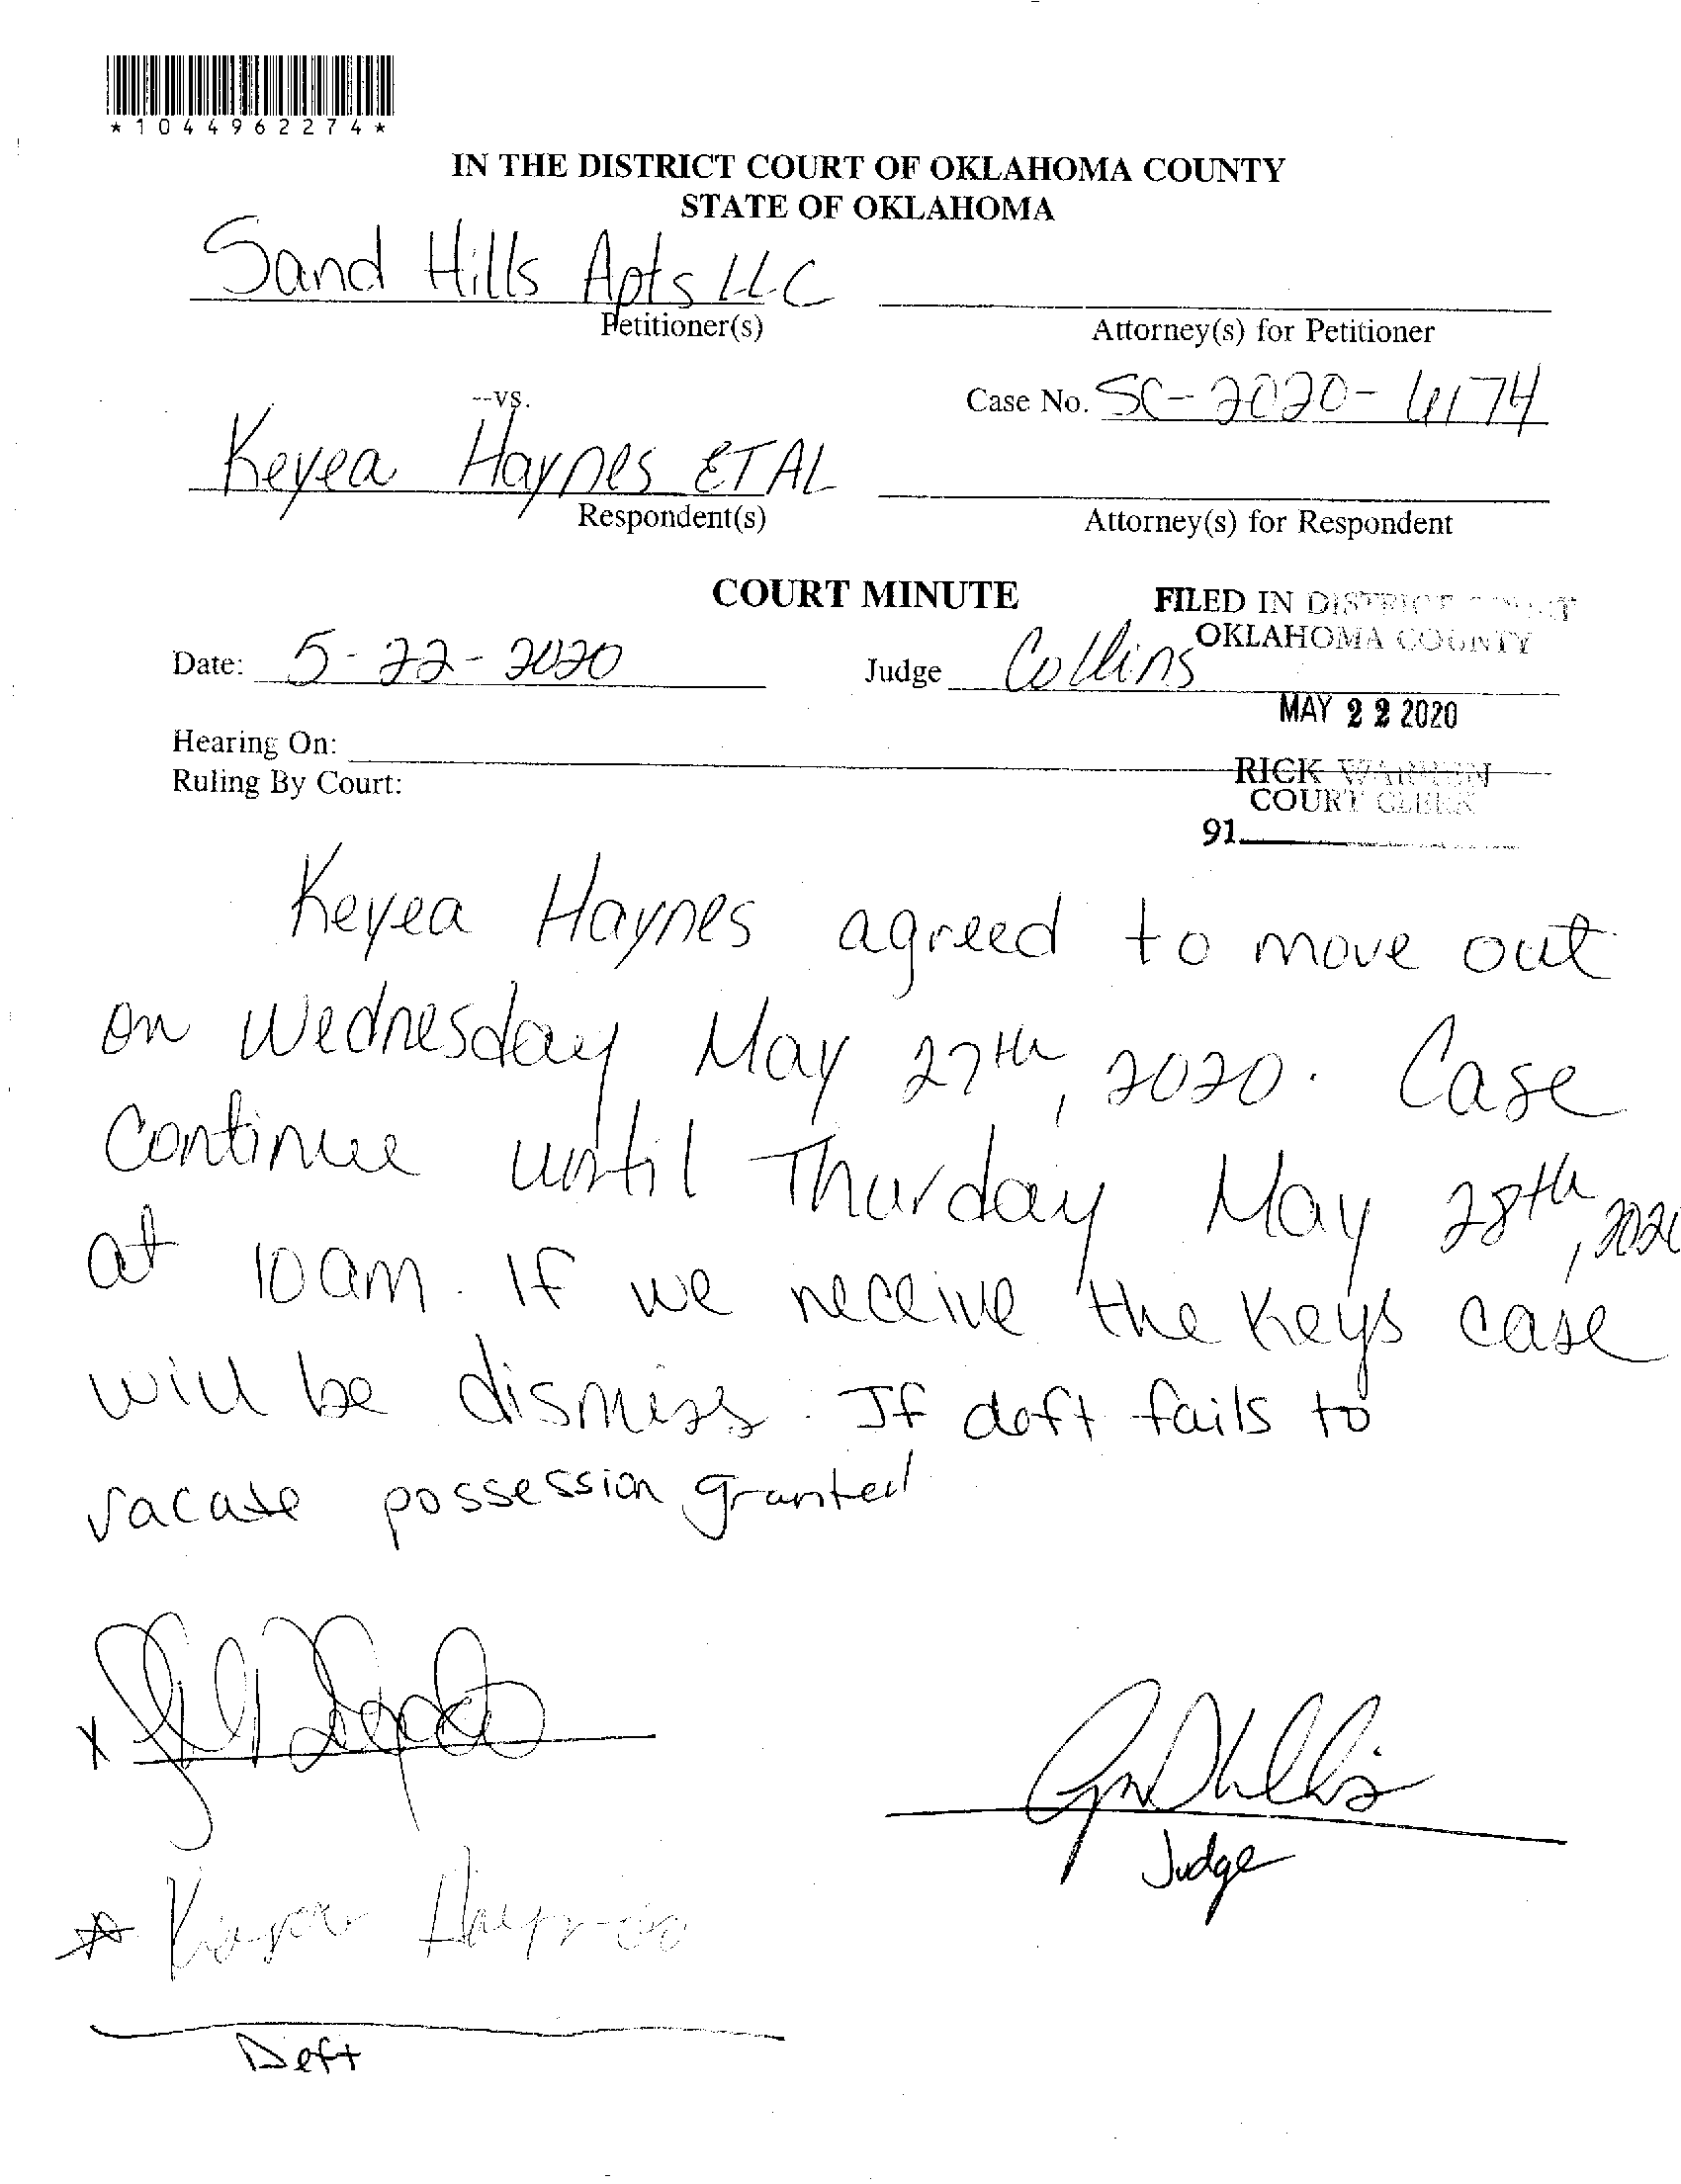 *1044962274*
IN THE DISTRICT COURT OF OKLAHOMA COUNTY
STATE OF OKLAHOMA
Sand Hills Apts LLC
Petitioner(s)
Attorney(s) for Petitioner
--vs.
Case No. SC-2020-
Keyea Haynes ETAL
Respondent(s)
Attorney(s) for Respondent
COURT MINUTE
FILED IN DISTRICT COURT
OKLAHOMA COUNTY
Date: 5-22-2020
Judge Collins
MAY 22 2020
Hearing On:
RICK WARREN
COURT CLERK
Ruling By Court:
91
Keyea Haynes agreed to move out
on Wednesday May 27th, 2020. Case
continue until Thurday May 28th, 202
at 10am. If we receive the keys case
will be dismiss. If deft fails to
vacate possession granted
x
Judge
Haynes
Deft